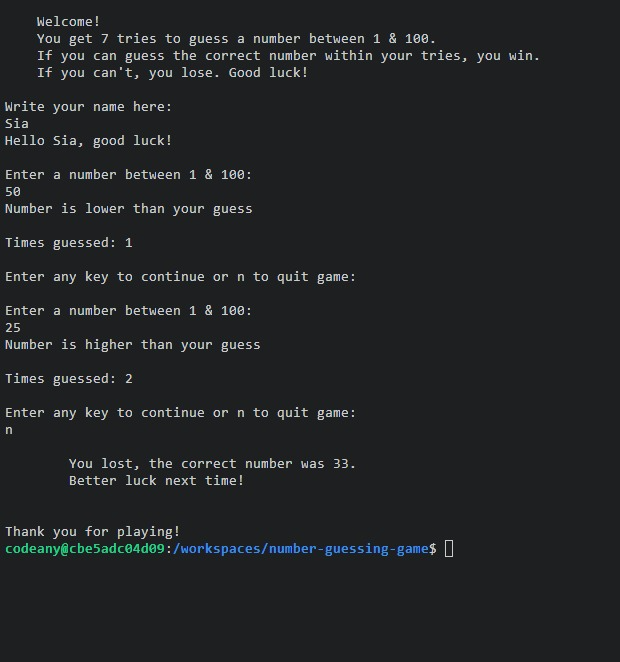 Welcome!
You get 7 tries to guess a number between 1 & 100.
If you can guess the correct number within your tries, you win.
If you can't, you lose. Good luck!
Write your name here:
Sia
Hello Sia, good luck!
Enter a number between 1 & 100:
50
Number is lower than your guess
Times guessed: 1
Enter any key to continue or n to quit game:
Enter a number between 1 & 100:
25
Number is higher than your guess
Times guessed: 2
Enter any key to continue or n to quit game:
n
You lost, the correct number was 33.
Better luck next time!
Thank you for playing!
codeany@cbe5adc04d09:/workspaces/number-guessing-game$